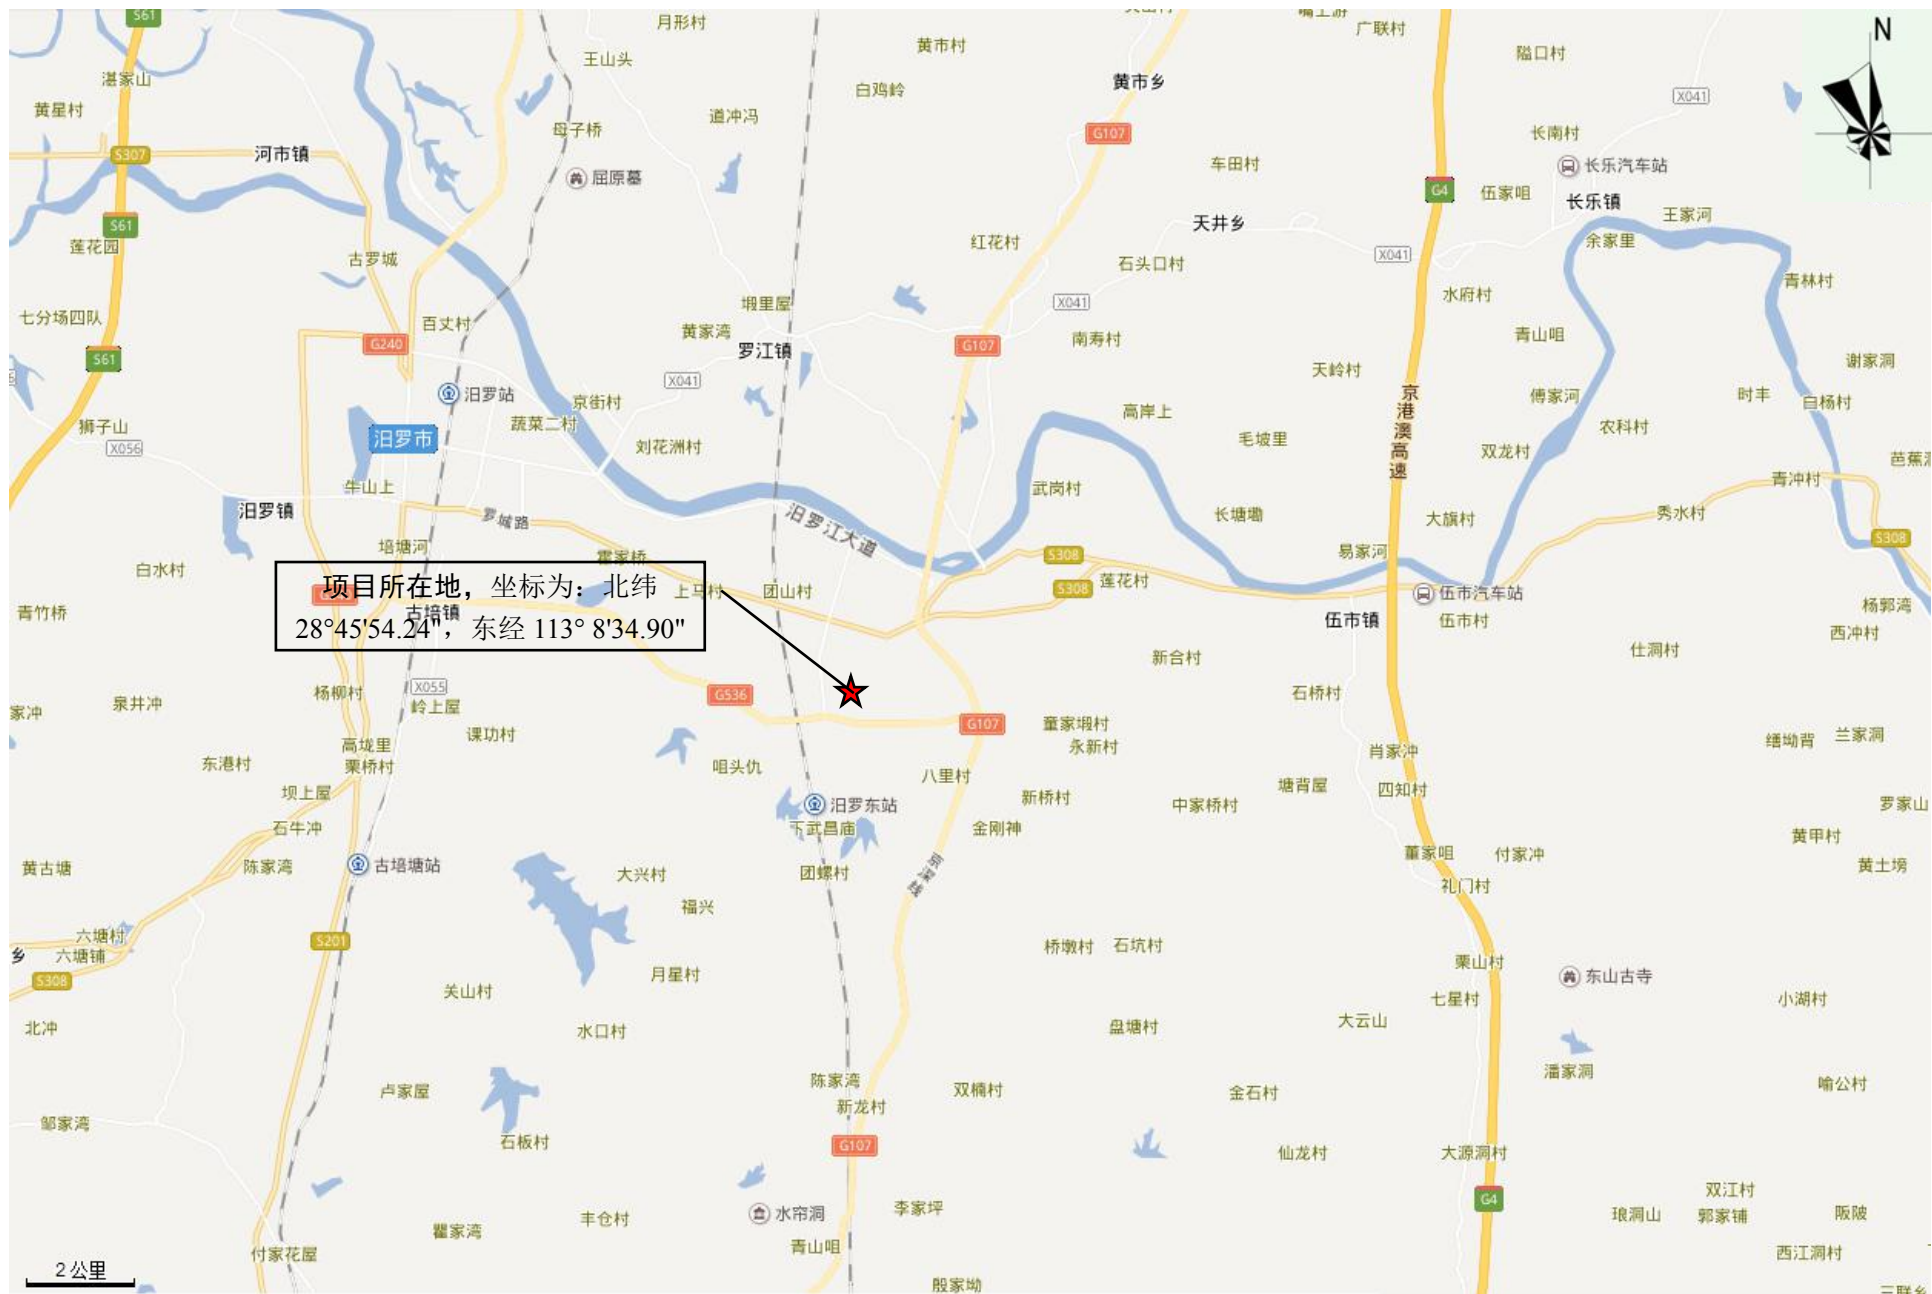 S61
月形村
黄市村
广联村
隘口村
N
王山头
湛家山
黄市乡
白鸡岭
X041
黄星村
道冲冯
母子桥
G107
长南村
S307
河市镇
车田村
长乐汽车站
屈原墓
G4
伍家咀
长乐镇
王家河
S61
天井乡
莲花园
红花村
余家里
X041
古罗城
石头口村
青林村
水府村
塅里屋
X041
七分场四队
百丈村
黄家湾
青山咀
G240
G107
南寿村
罗江镇
S61
谢家洞
天岭村
X041
汨罗站
京港澳高速
傅家河
时丰
京街村
白杨村
高岸上
狮子山
蔬菜二村
农科村
汨罗市
毛坡里
刘花洲村
X056
双龙村
青冲村
牛山上
武岗村
汨罗镇
罗城路
汨罗江大道
长塘墈
大旗村
秀水村
S308
培塘河
易家河
霍家桥
S308
白水村
莲花村
项目所在地，坐标为：北纬
28°45'54.24"，东经 113° 8'34.90"
上马村
团山村
S308
伍市汽车站
青竹桥
古培镇
杨郭湾
伍市镇
伍市村
西冲村
仕洞村
新合村
X055
杨柳村
G536
石桥村
泉井冲
岭上屋
家冲
G107
童家塅村
课功村
缙坳背
兰家洞
高垅里
永新村
肖家冲
东港村
栗桥村
咀头仇
八里村
塘背屋
四知村
坝上屋
新桥村
汨罗东站
中家桥村
罗家山
石牛冲
下武昌庙
金刚神
黄甲村
董家咀
付家冲
黄古塘
陈家湾
古培塘站
京深线
大兴村
团螺村
黄土塝
礼门村
福兴
六塘村
S201
桥墩村
石坑村
乡
六塘铺
栗山村
S308
月星村
东山古寺
关山村
七星村
小湖村
北冲
水口村
盘塘村
大云山
潘家洞
陈家湾
卢家屋
双楠村
金石村
喻公村
新龙村
邹家湾
石板村
G107
仙龙村
大源洞村
双江村
G4
李家坪
水帘洞
丰仓村
琅洞山
郭家铺
阪陂
瞿家湾
青山咀
付家花屋
西江洞村
2 公里
殷家坳